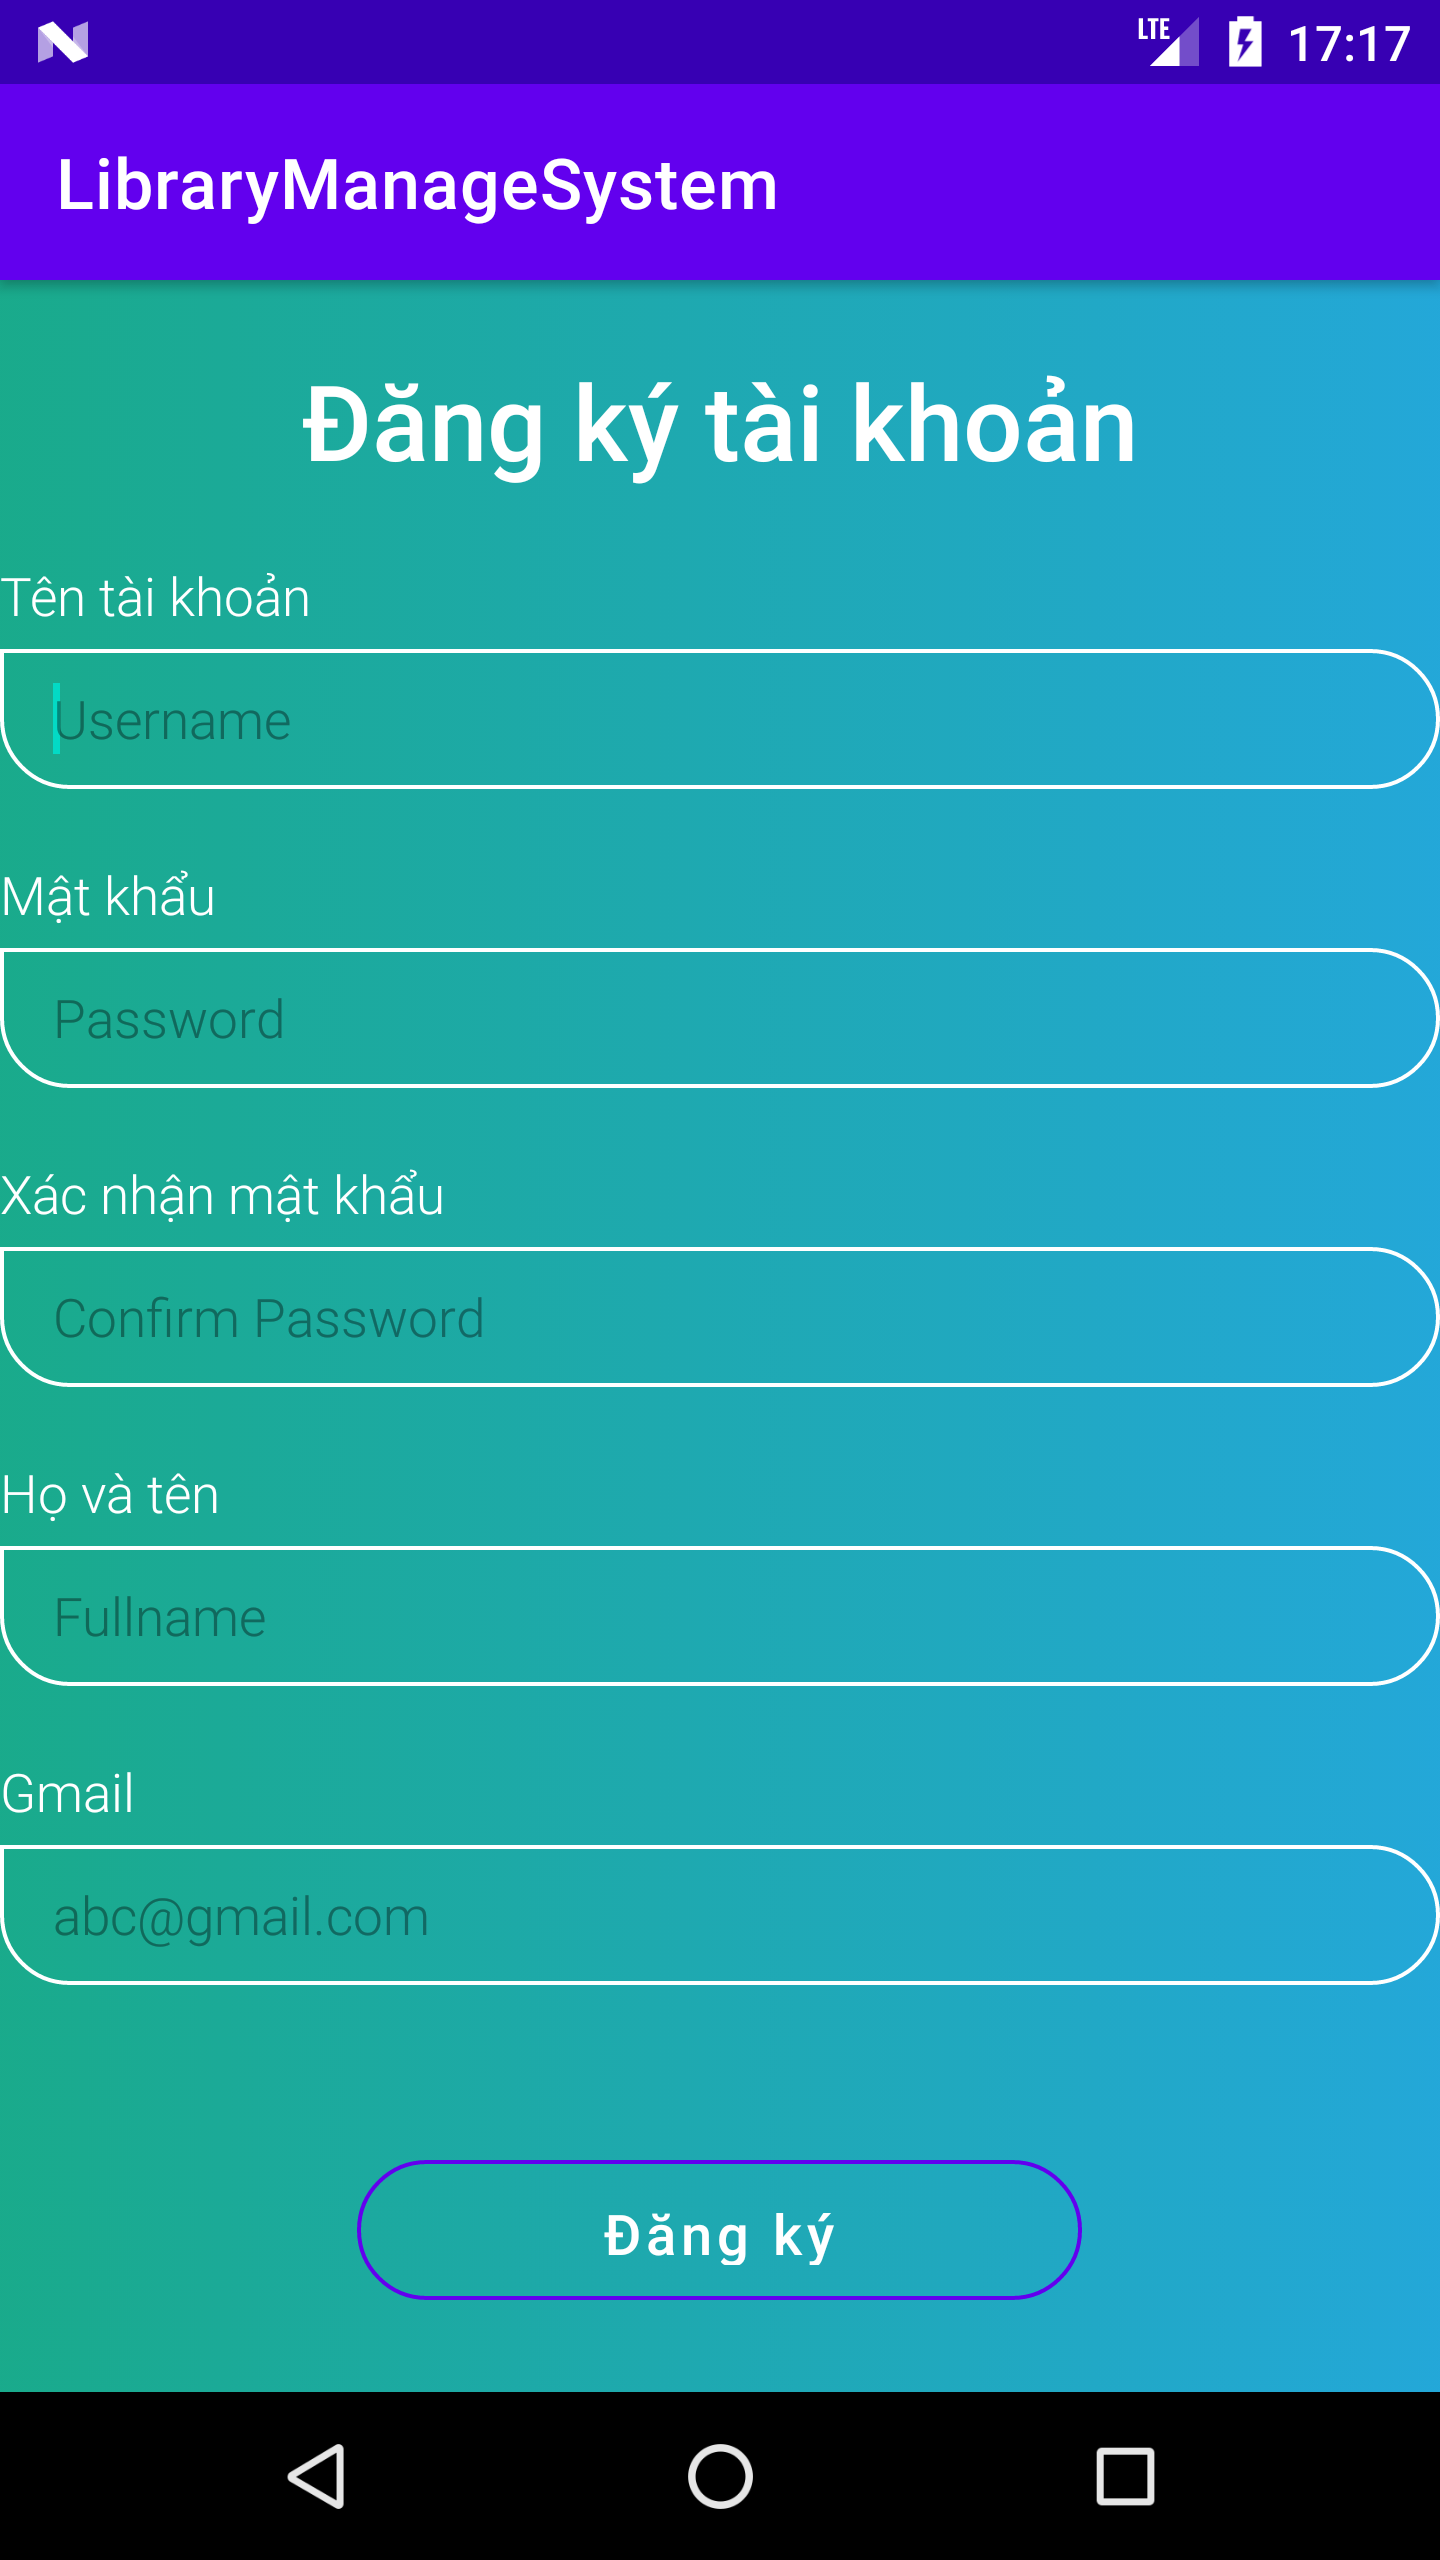 LTE 17:17
LibraryManageSystem
Đăng ký tài khoản
Tên tài khoản
Username
Mật khẩu
Password
Xác nhận mật khẩu
Confirm Password
Họ và tên
Fullname
Gmail
abc@gmail.com
Đăng ký